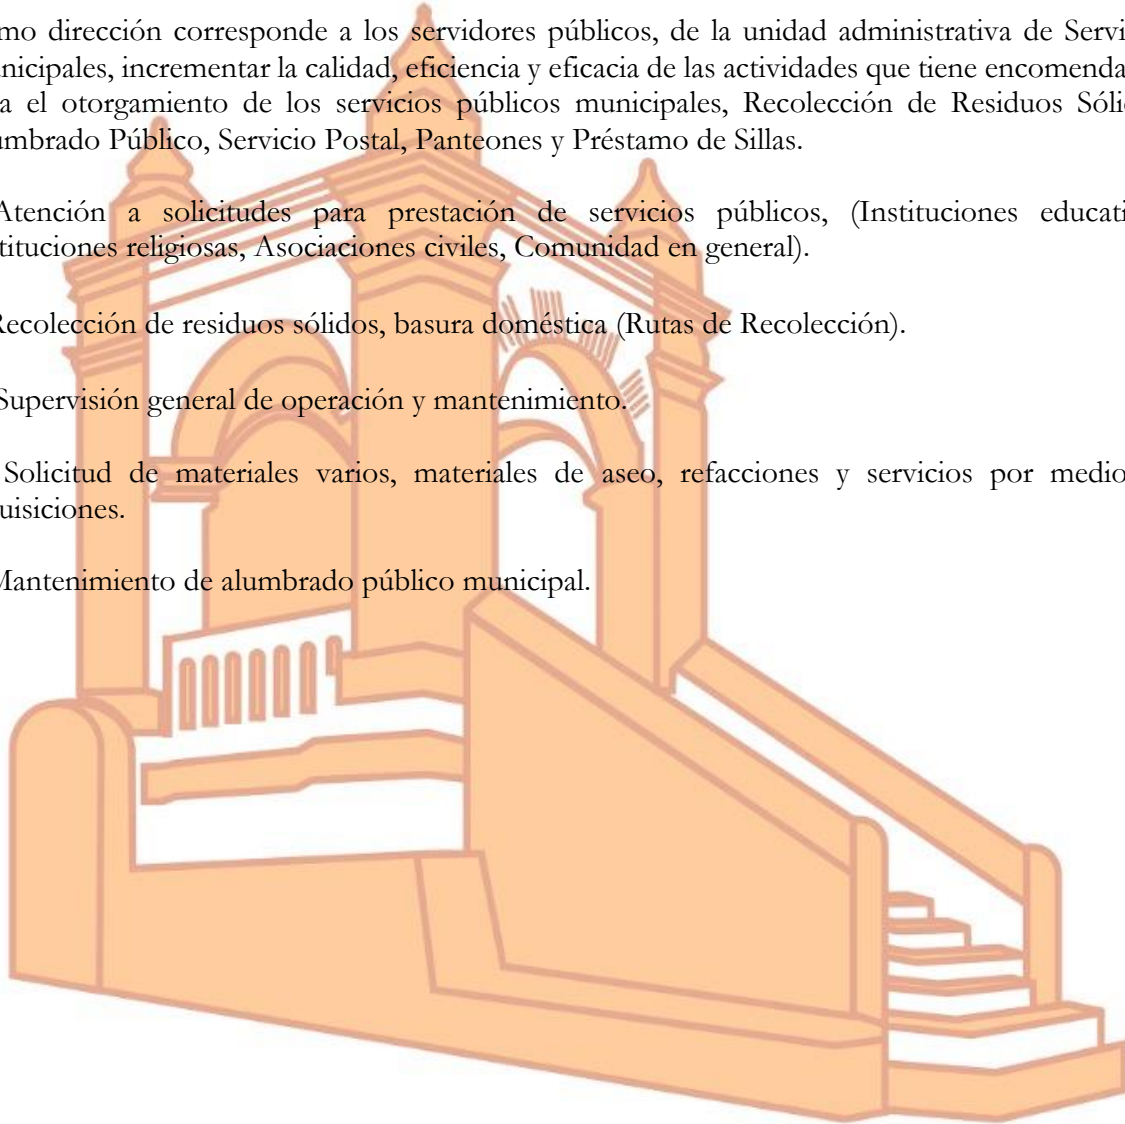 mo dirección corresponde a los servidores públicos, de la unidad administrativa de Servi
nicipales, incrementar la calidad, eficiencia y eficacia de las actividades que tiene encomenda
a el otorgamiento de los servicios públicos municipales, Recolección de Residuos Sóli
umbrado Público, Servicio Postal, Panteones y Préstamo de Sillas.
Atención a solicitudes para prestación de servicios públicos, (Instituciones educati
tituciones religiosas, Asociaciones civiles, Comunidad en general).
Recolección de residuos sólidos, basura doméstica (Rutas de Recolección).
Supervisión general de operación y mantenimiento.
Solicitud de materiales varios, materiales de aseo, refacciones y servicios por medio
uisiciones.
Mantenimiento de alumbrado público municipal.